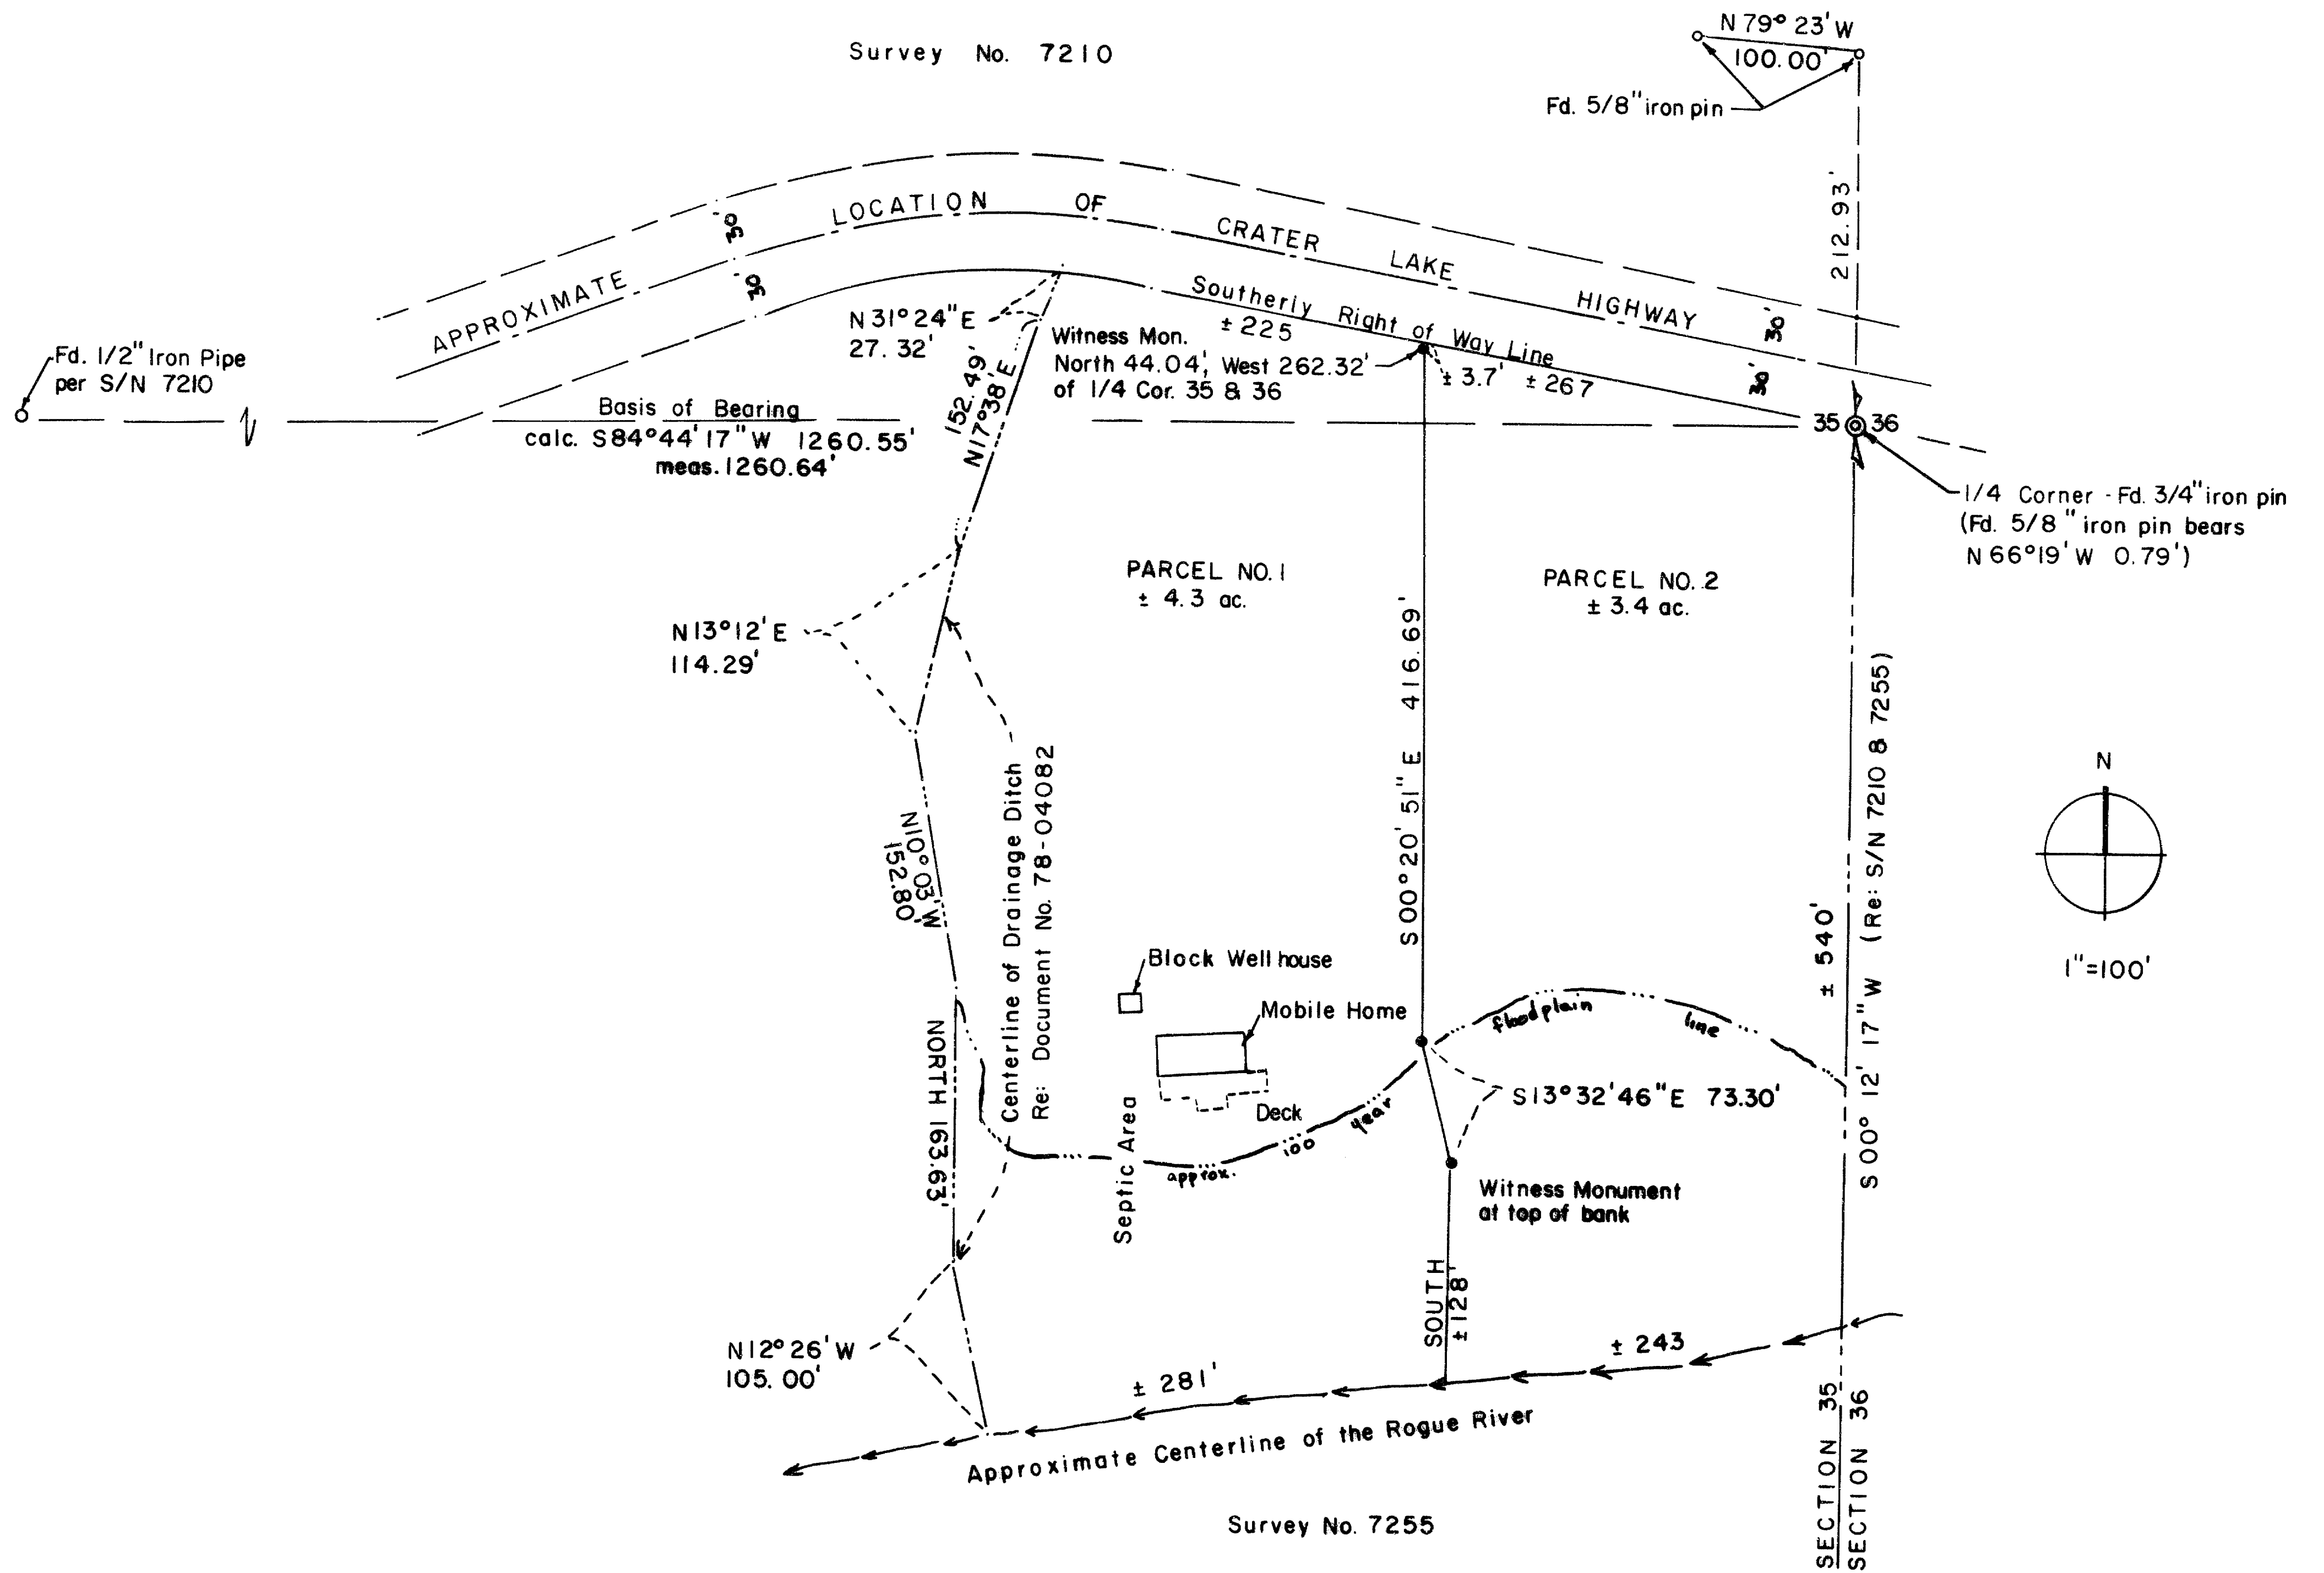 Survey No. 7210
N 79° 23' W
100.00'
Fd. 5/8" iron pin
212.93'
APPROXIMATE LOCATION OF CRATER LAKE HIGHWAY
30'
30'
30'
30'
Southerly Right of Way Line
± 225
± 3.7'
± 267
N 31° 24" E
27.32'
Witness Mon.
North 44.04', West 262.32'
of 1/4 Cor. 35 & 36
152.49'
N 17° 38' E
Fd. 1/2" Iron Pipe
per S/N 7210
Basis of Bearing
calc. S 84° 44' 17" W 1260.55'
meas. 1260.64'
35
36
1/4 Corner - Fd. 3/4" iron pin
(Fd. 5/8" iron pin bears
N 66° 19' W 0.79')
PARCEL NO. 1
± 4.3 ac.
PARCEL NO. 2
± 3.4 ac.
N 13° 12' E
114.29'
S 00° 20' 51" E 416.69'
S 00° 12' 17" W (Re: S/N 7210 & 7255)
± 540'
N
1"=100'
N 10° 03' W
152.80'
Centerline of Drainage Ditch
Re: Document No. 78-04082
Block Well house
Mobile Home
Deck
Septic Area
approx. 100 year floodplain line
NORTH 163.63'
S 13° 32' 46" E 73.30'
Witness Monument
at top of bank
SOUTH
± 128'
N 12° 26' W
105.00'
± 281'
± 243
Approximate Centerline of the Rogue River
Survey No. 7255
SECTION 35
SECTION 36